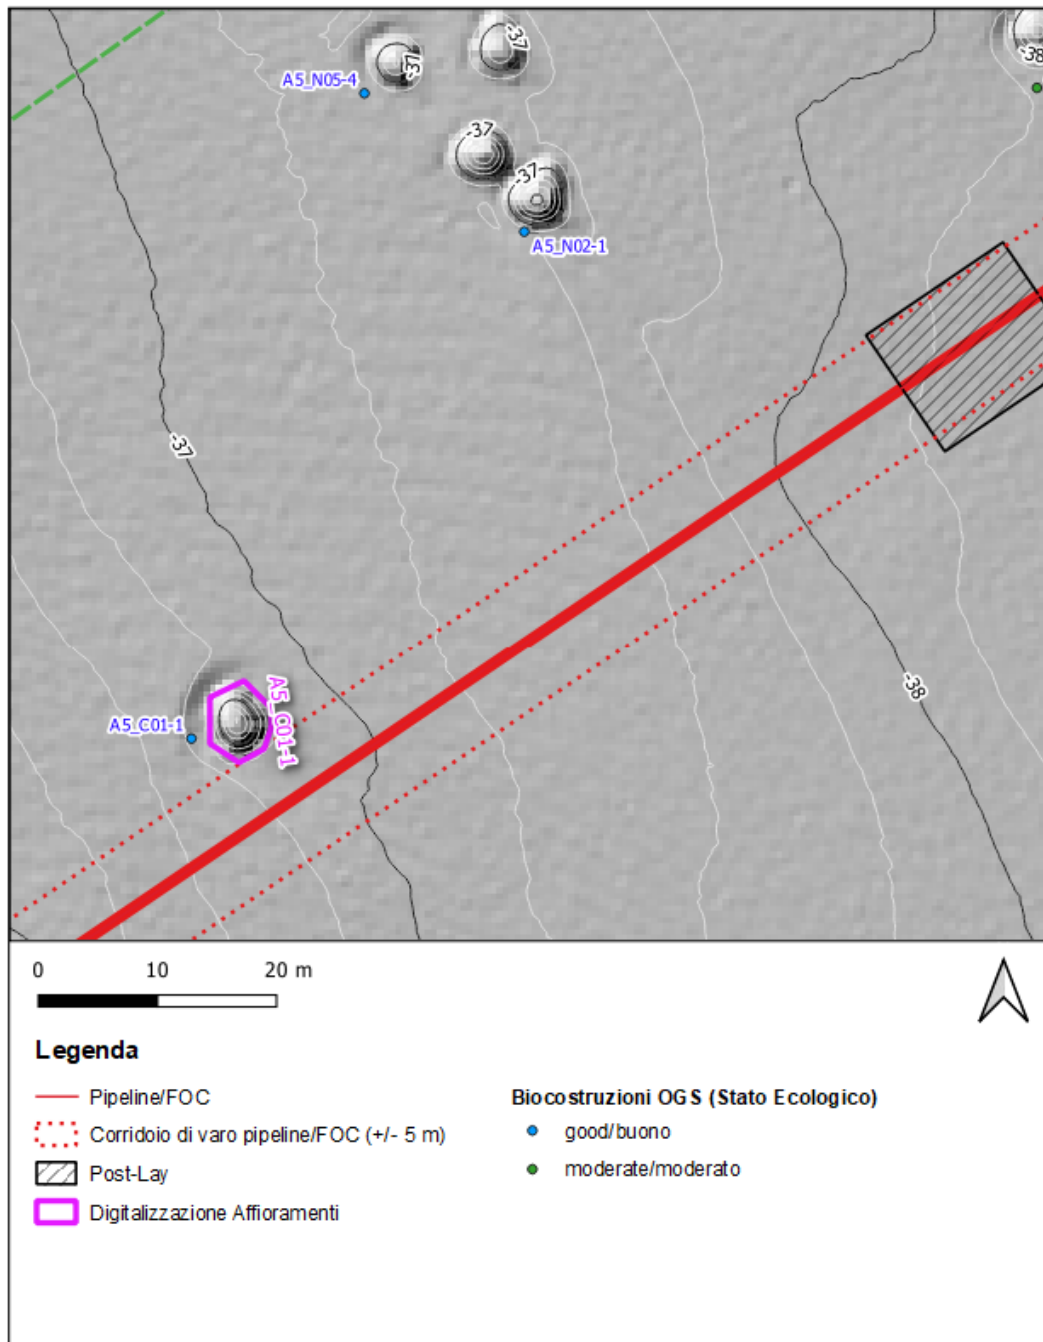 -37
-37
-38
A5_N05-4
-37
-37
A5_N02-1
-37
-38
A5_C01-1
A5_C01-1
0 10 20 m
Legenda
Pipeline/FOC
Corridoio di varo pipeline/FOC (+/- 5 m)
Post-Lay
Digitalizzazione Affioramenti
Biocostruzioni OGS (Stato Ecologico)
good/buono
moderate/moderato